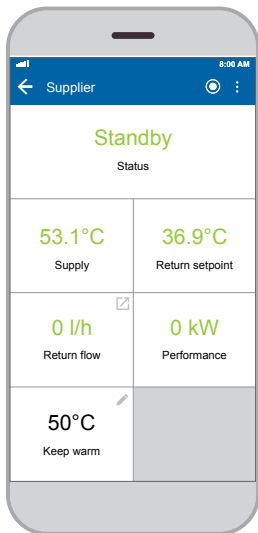 8:00 AM
Supplier
Standby
Status
53.1°C
Supply
36.9°C
Return setpoint
0 l/h
Return flow
0 kW
Performance
50°C
Keep warm